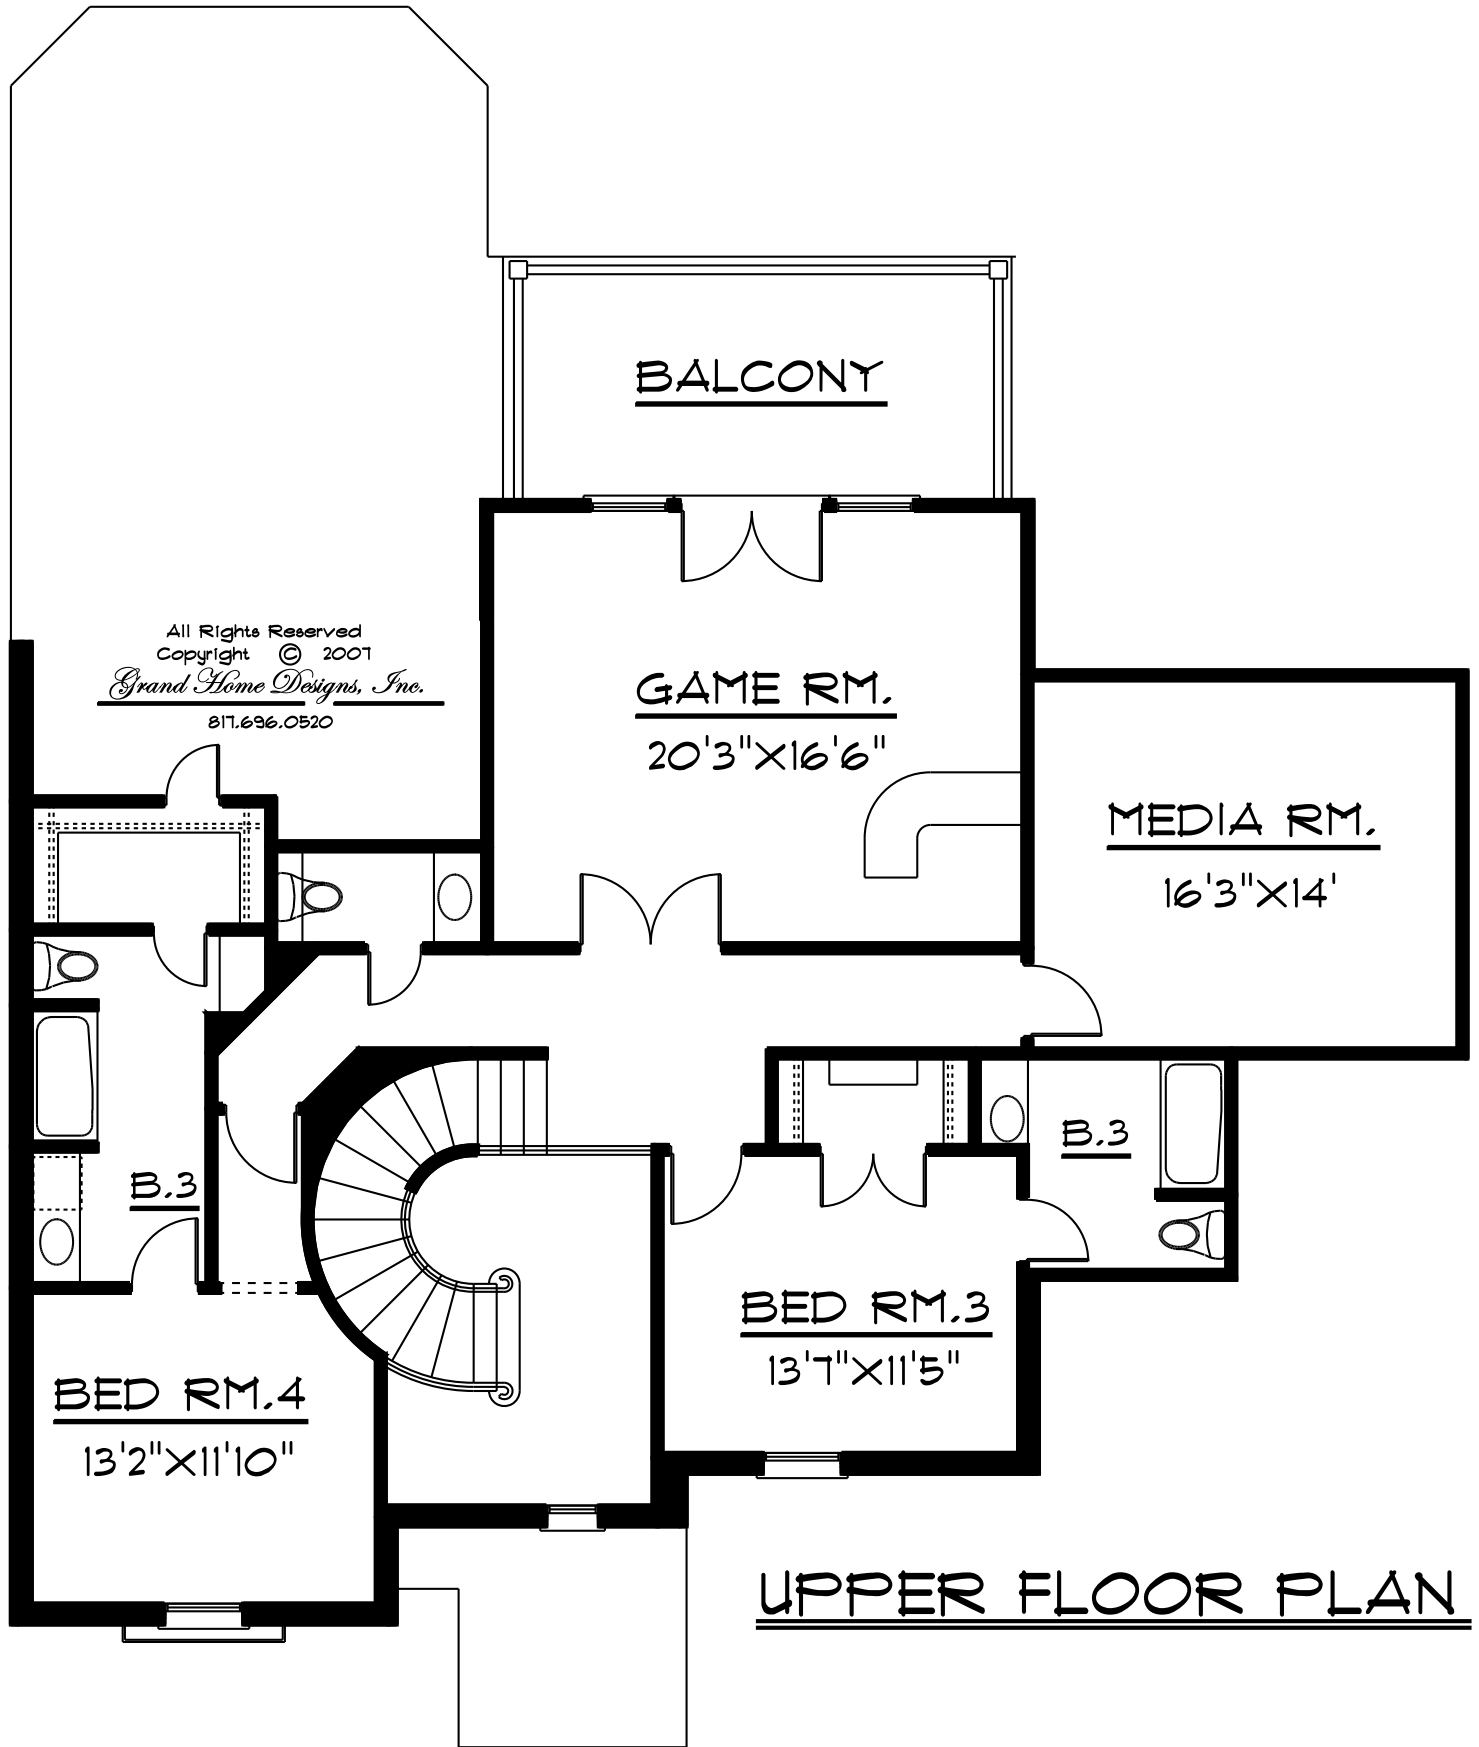 BALCONY
All Rights Reserved
Copyright © 2007
Grand Home Designs, Inc.
817.696.0520
GAME RM.
20'3"X16'6"
MEDIA RM.
16'3"X14'
B.3
B.3
BED RM.3
13'7"X11'5"
BED RM.4
13'2"X11'10"
UPPER FLOOR PLAN